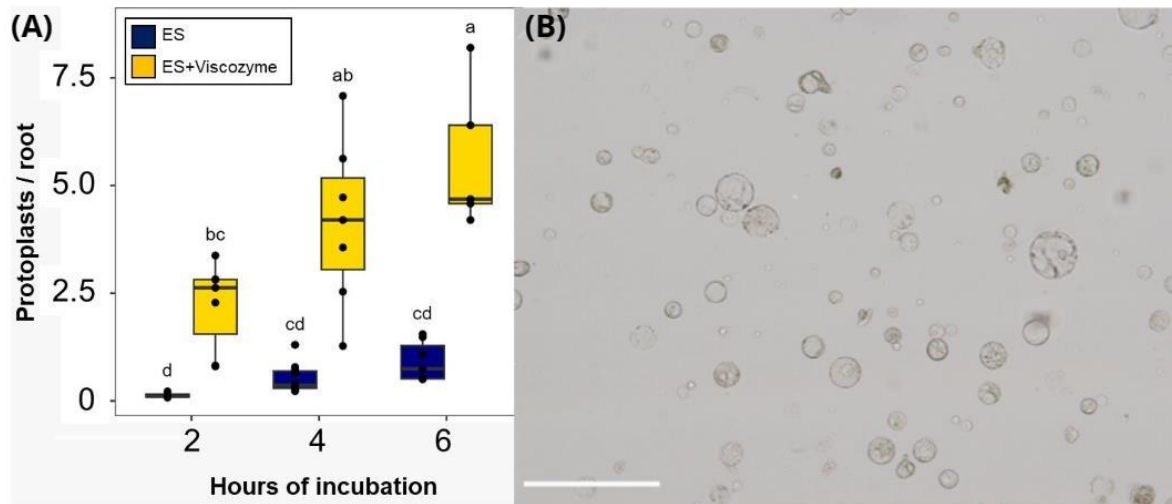 (A)
ES
ES+Viscozyme
Protoplasts / root
7.5
5.0
2.5
0
d
bc
cd
ab
cd
a
2 4 6
Hours of incubation
(B)